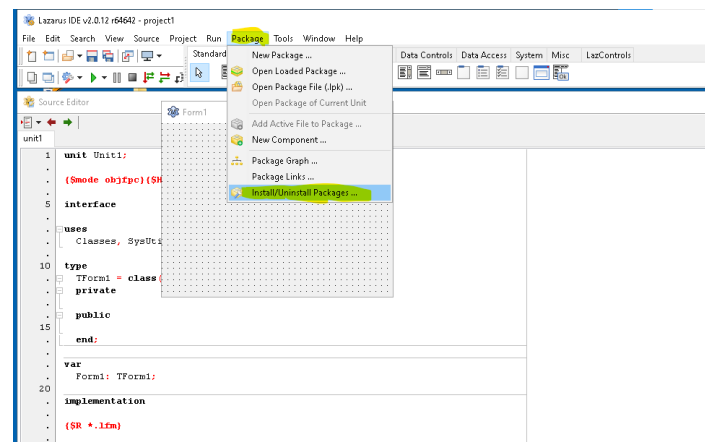 Lazarus IDE v2.0.12 r64642 - project1
File Edit Search View Source Project Run Package Tools Window Help
Standard Data Controls Data Access System Misc LazControls
New Package ...
Open Loaded Package ...
Open Package File (.lpk) ...
Open Package of Current Unit
Add Active File to Package ...
New Component ...
Package Graph ...
Package Links ...
Install/Uninstall Packages ...
Source Editor
Form1
unit1
1 unit Unit1;
{$mode objfpc}{$H
5 interface
uses
Classes, SysUti
10 type
TForm1 = class(
private
public
15
end;
var
Form1: TForm1;
20
implementation
{$R *.lfm}